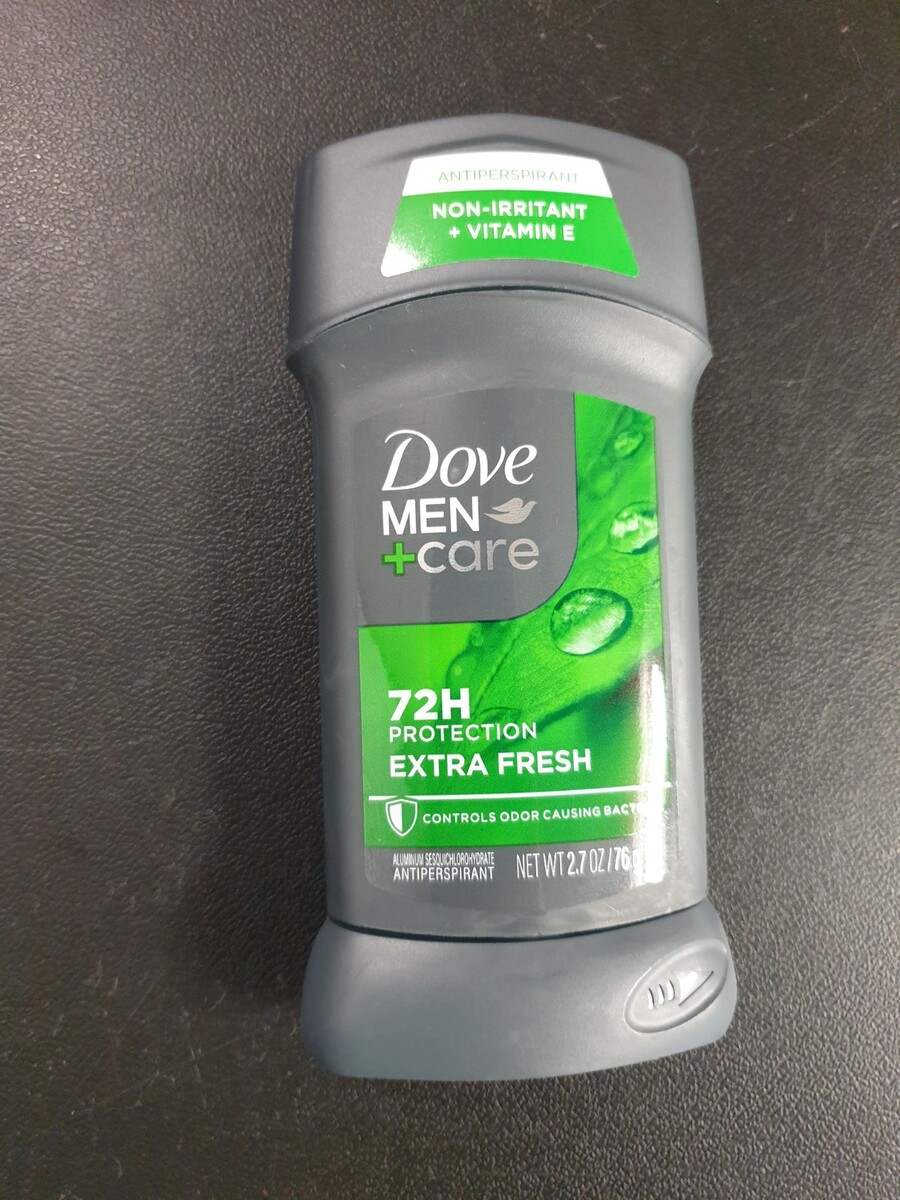 ANTIPERSPIRANT
NON-IRRITANT
+ VITAMIN E
Dove
MEN
+care
72H
PROTECTION
EXTRA FRESH
CONTROLS ODOR CAUSING
ALUMINUM SESQUICHLOROHYDRATE
ANTIPERSPIRANT
NET WT 2.7 OZ/76